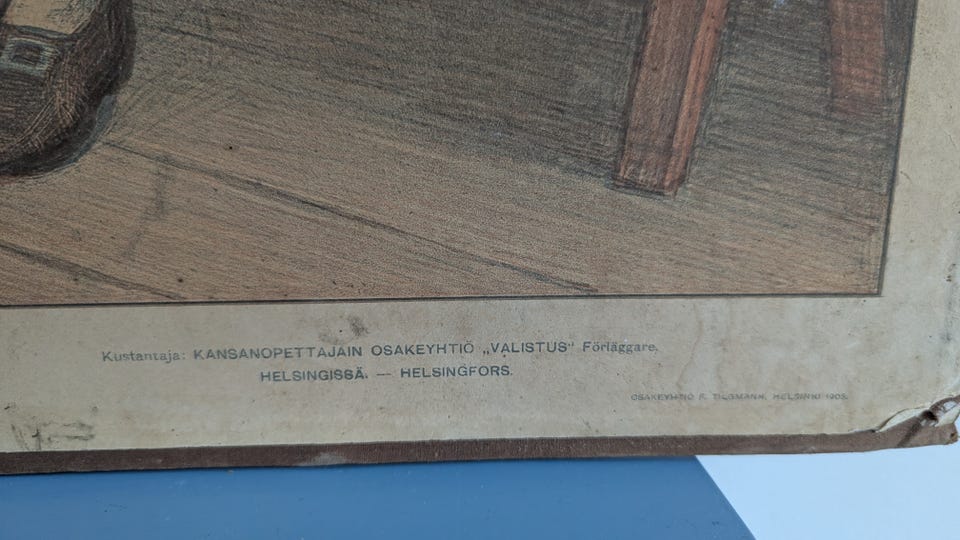 Kustantaja: KANSANOPETTAJAIN OSAKEYHTIÖ „VALISTUS“ Förläggare.
HELSINGISSÄ. — HELSINGFORS.
OSAKEYHTIÖ F. TILGMANN, HELSINKI 1903.